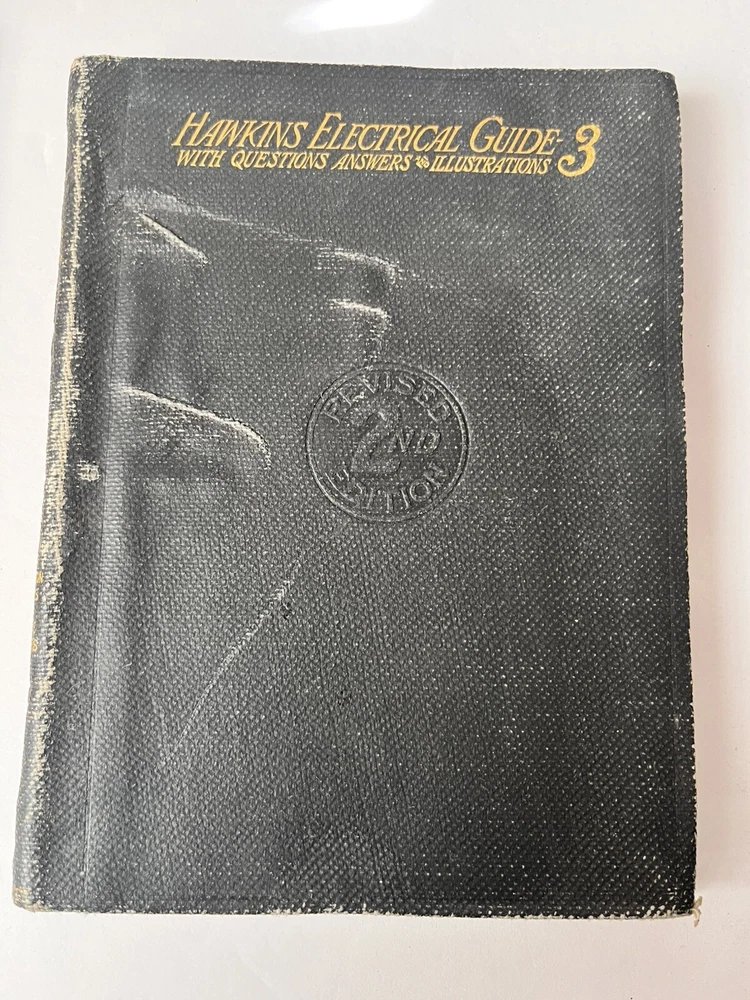 HAWKINS ELECTRICAL GUIDE-3
WITH QUESTIONS ANSWERS & ILLUSTRATIONS
REVISED
2ND
EDITION